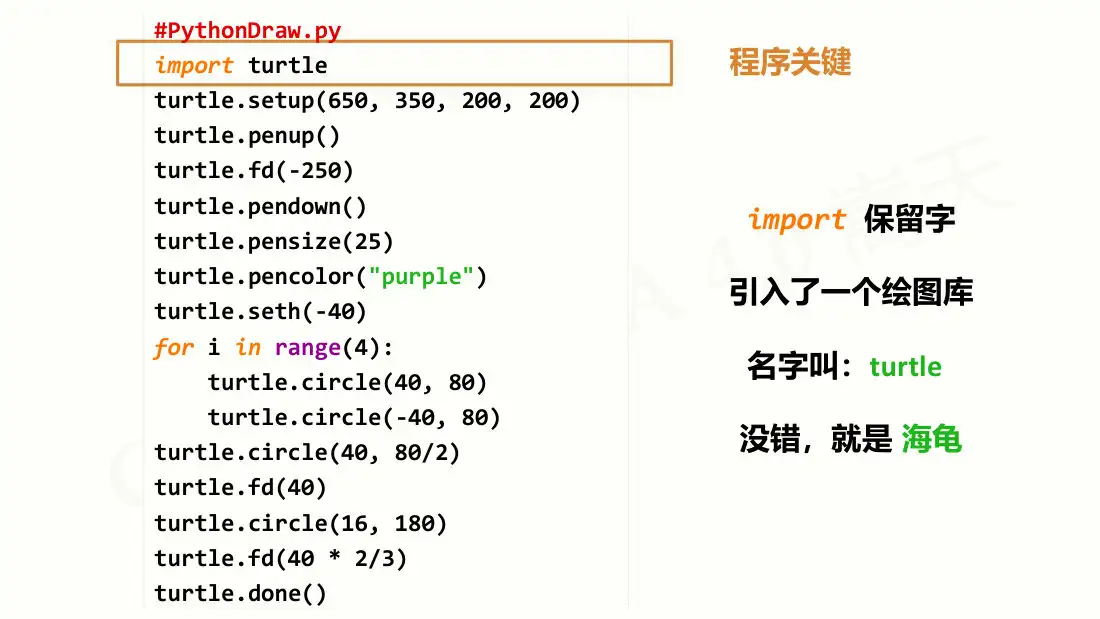 #PythonDraw.py
import turtle
turtle.setup(650, 350, 200, 200)
turtle.penup()
turtle.fd(-250)
turtle.pendown()
turtle.pensize(25)
turtle.pencolor("purple")
turtle.seth(-40)
for i in range(4):
    turtle.circle(40, 80)
    turtle.circle(-40, 80)
turtle.circle(40, 80/2)
turtle.fd(40)
turtle.circle(16, 180)
turtle.fd(40 * 2/3)
turtle.done()
程序关键
import 保留字
引入了一个绘图库
名字叫：turtle
没错，就是 海龟